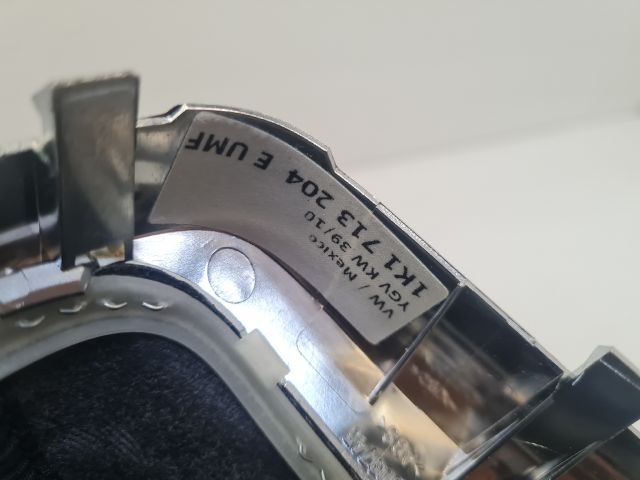 VW / Mexico
YGV KW 39/10
1K1 713 204 E UMF